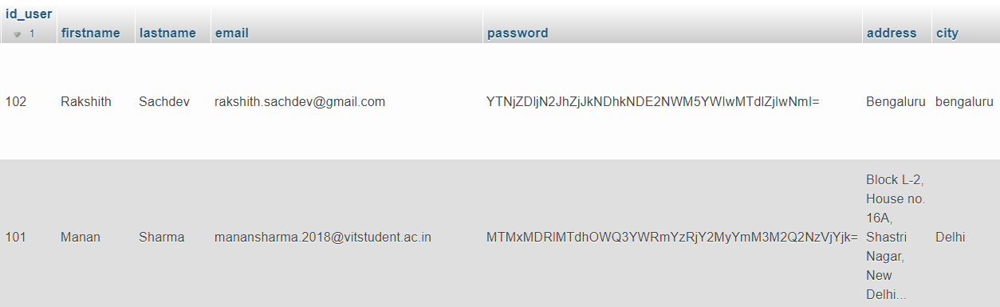 id_user
1 firstname lastname email password address city
102 Rakshith Sachdev rakshith.sachdev@gmail.com YTNjZDljN2JhZjJkNDhkNDE2NWM5YWIwMTdlZjIwNmI= Bengaluru bengaluru
Block L-2,
House no.
16A,
101 Manan Sharma manansharma.2018@vitstudent.ac.in MTMxMDRlMTdhOWQ3YWRmYzRjY2MyYmM3M2Q2NzVjYjk= Shastri Delhi
Nagar,
New
Delhi...